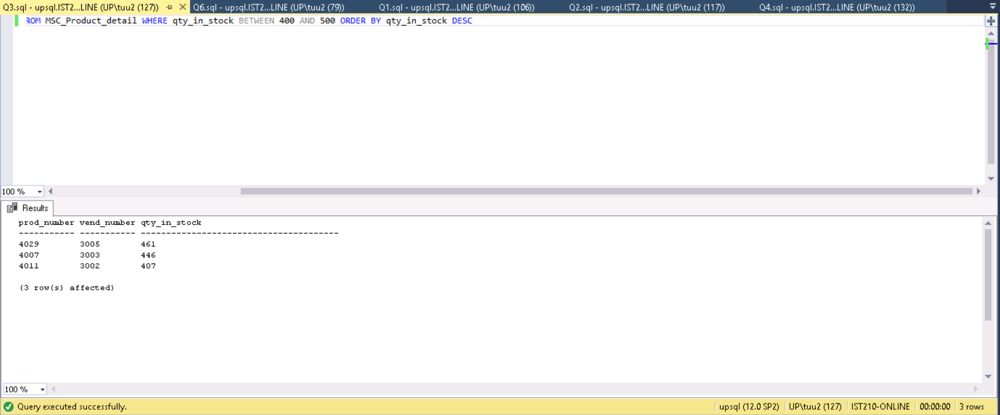 Q3.sql - upsql.IST2...LINE (UP\tuu2 (127)) Q6.sql - upsql.IST2...LINE (UP\tuu2 (79)) Q1.sql - upsql.IST2...LINE (UP\tuu2 (106)) Q2.sql - upsql.IST2...LINE (UP\tuu2 (117)) Q4.sql - upsql.IST2...LINE (UP\tuu2 (132))
ROM MSC_Product_detail WHERE qty_in_stock BETWEEN 400 AND 500 ORDER BY qty_in_stock DESC
100 %
Results
prod_number vend_number qty_in_stock
----------- ----------- ---------------------------------------
4029 3005 461
4007 3003 446
4011 3002 407
(3 row(s) affected)
100 %
Query executed successfully. upsql (12.0 SP2) UP\tuu2 (127) IST210-ONLINE 00:00:00 3 rows